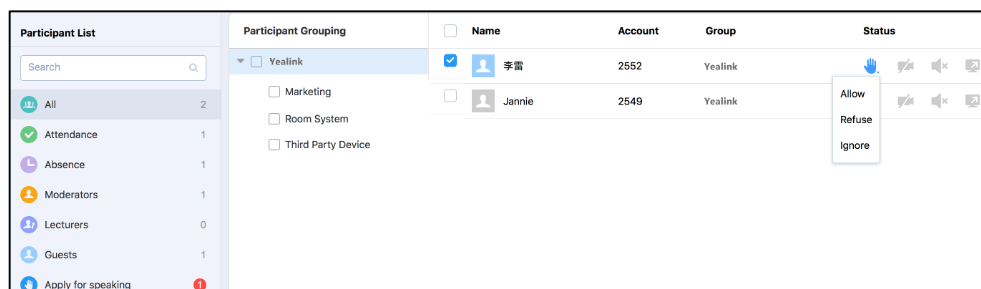 Participant List
Search
All 2
Attendance 1
Absence 1
Moderators 1
Lecturers 0
Guests 1
Apply for speaking 1
Participant Grouping
Yealink
Marketing
Room System
Third Party Device
Name Account Group Status
李雷 2552 Yealink
Jannie 2549 Yealink
Allow
Refuse
Ignore